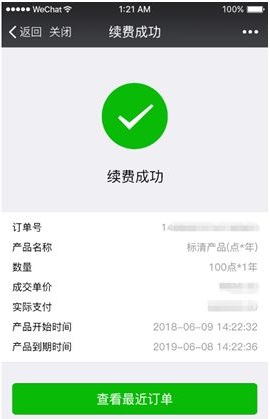 WeChat 1:21 AM 100%
返回 关闭 续费成功
续费成功
订单号
产品名称 标清产品(点*年)
数量 100点*1年
成交单价
实际支付
产品开始时间 2018-06-09 14:22:32
产品到期时间 2019-06-08 14:22:36
查看最近订单